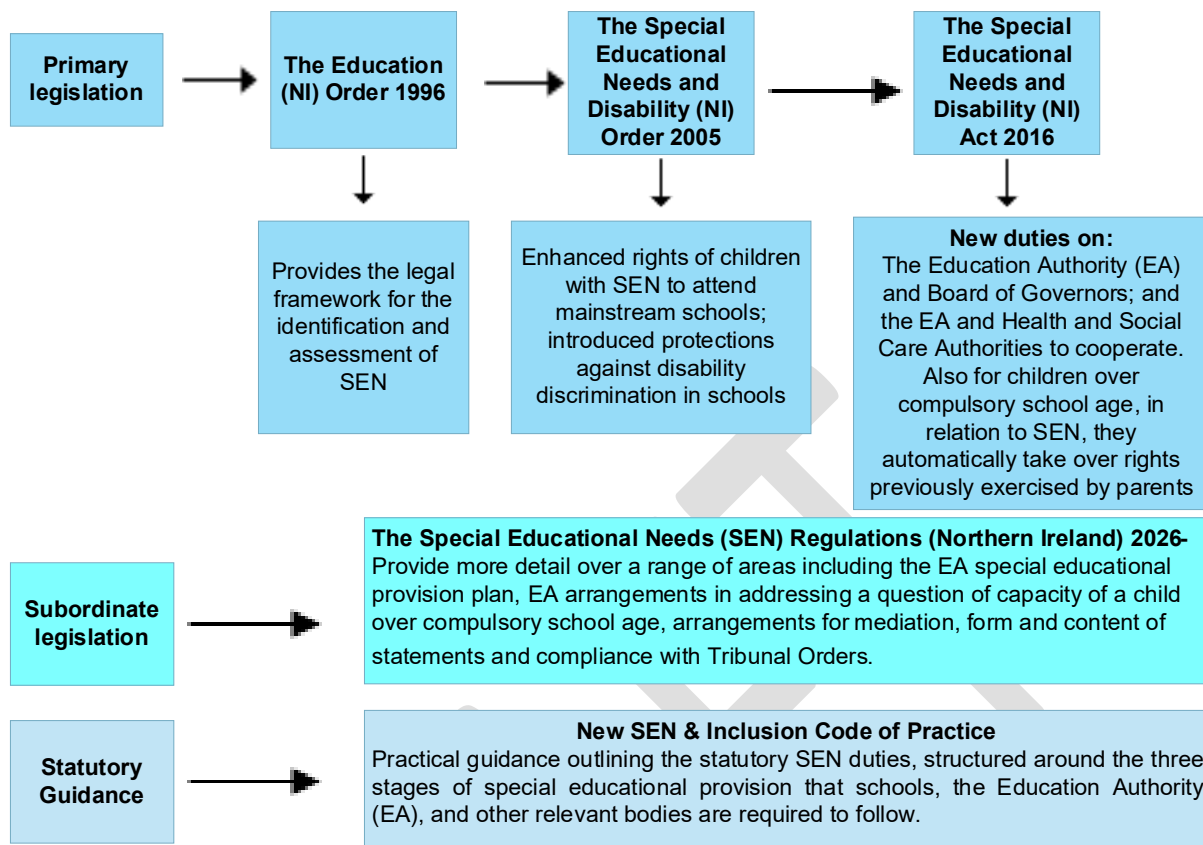 Primary
legislation
The Education
(NI) Order 1996
The Special
Educational
Needs and
Disability (NI)
Order 2005
The Special
Educational
Needs and
Disability (NI)
Act 2016
Provides the legal
framework for the
identification and
assessment of
SEN
Enhanced rights of children
with SEN to attend
mainstream schools;
introduced protections
against disability
discrimination in schools
New duties on:
The Education Authority (EA)
and Board of Governors; and
the EA and Health and Social
Care Authorities to cooperate.
Also for children over
compulsory school age, in
relation to SEN, they
automatically take over rights
previously exercised by parents
Subordinate
legislation
The Special Educational Needs (SEN) Regulations (Northern Ireland) 2026-
Provide more detail over a range of areas including the EA special educational
provision plan, EA arrangements in addressing a question of capacity of a child
over compulsory school age, arrangements for mediation, form and content of
statements and compliance with Tribunal Orders.
Statutory
Guidance
New SEN & Inclusion Code of Practice
Practical guidance outlining the statutory SEN duties, structured around the three
stages of special educational provision that schools, the Education Authority
(EA), and other relevant bodies are required to follow.